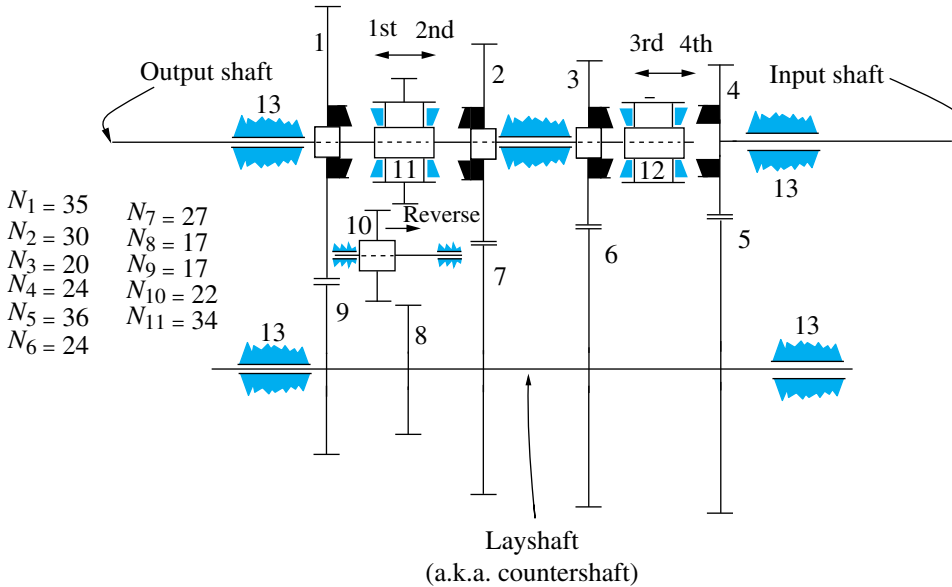 1
1st 2nd
2
3
3rd 4th
4
Output shaft
Input shaft
13
11
12
13
N1 = 35
N2 = 30
N3 = 20
N4 = 24
N5 = 36
N6 = 24
N7 = 27
N8 = 17
N9 = 17
N10 = 22
N11 = 34
10
Reverse
6
5
7
9
8
13
13
Layshaft
(a.k.a. countershaft)